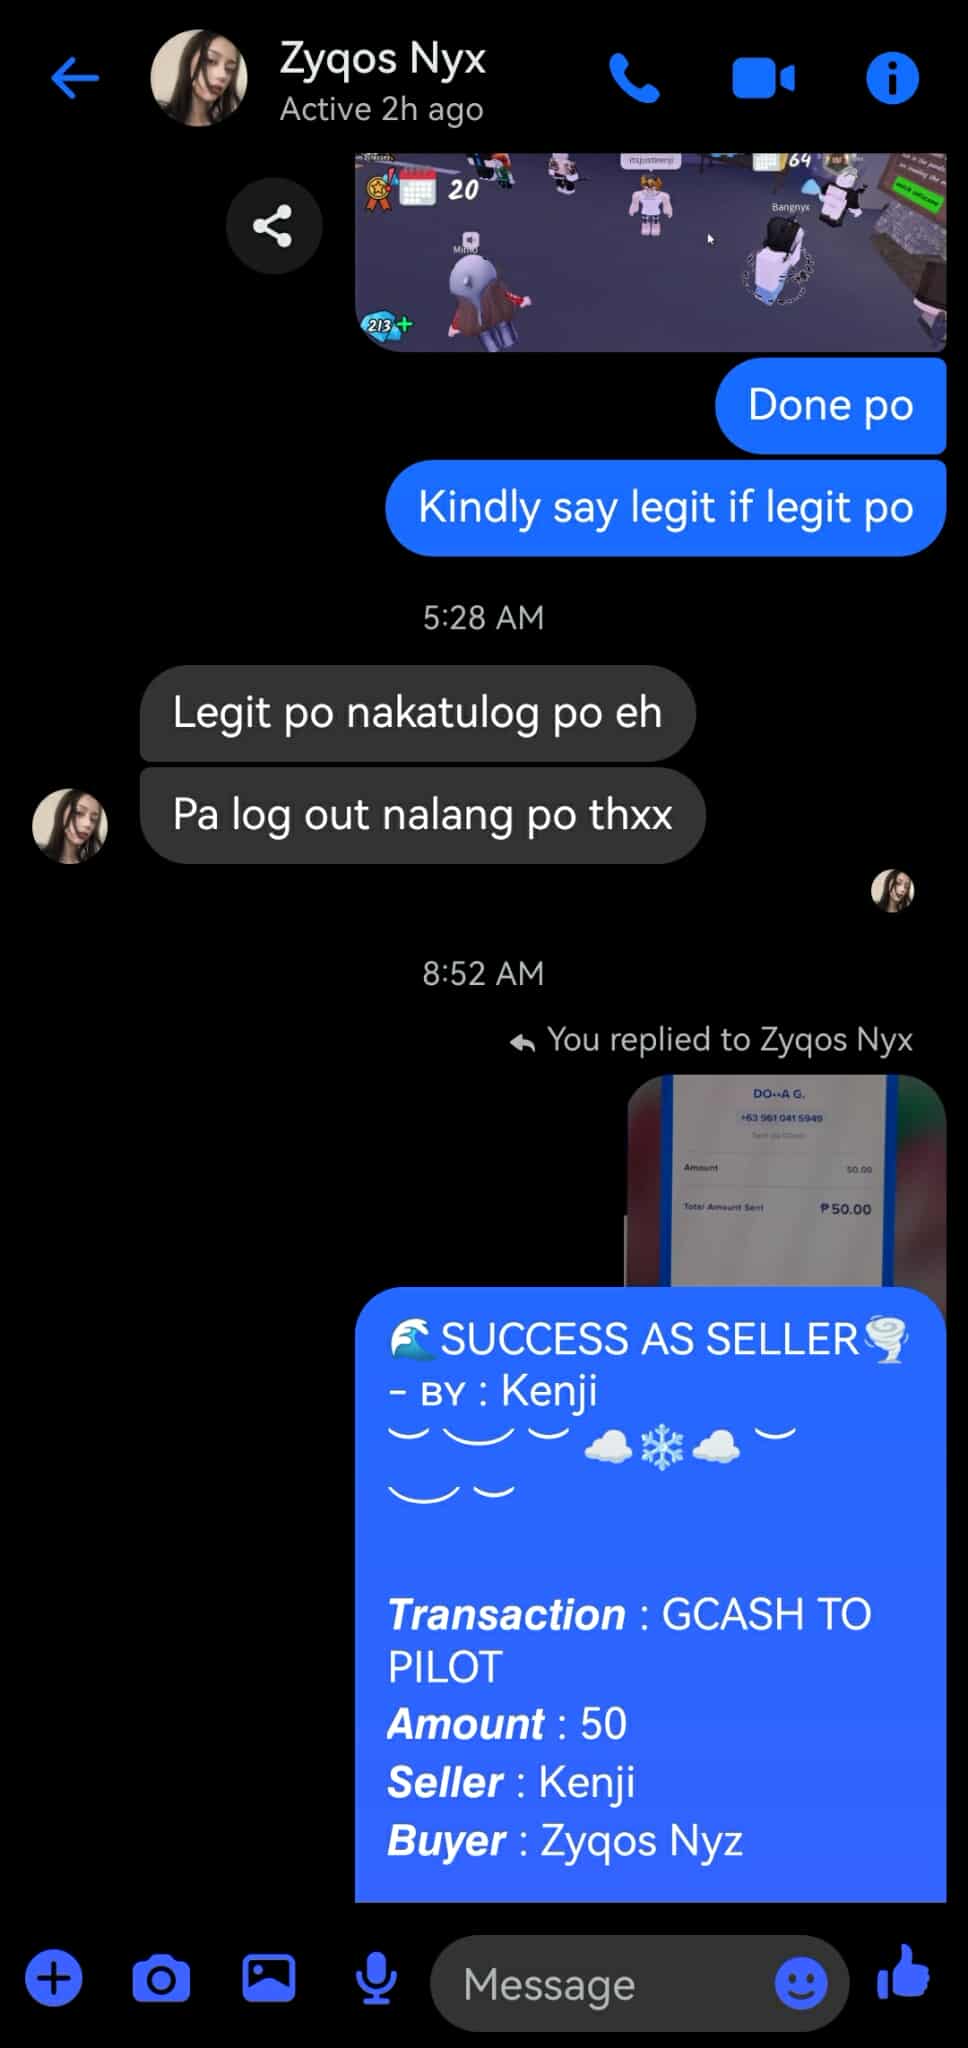 Zyqos Nyx
Active 2h ago
itsjustkenji
64
20
Bangnyx
213+
Done po
Kindly say legit if legit po
5:28 AM
Legit po nakatulog po eh
Pa log out nalang po thxx
8:52 AM
You replied to Zyqos Nyx
DO••A G.
+63 961 041 5949
Amount 50.00
Total Amount Sent ₱50.00
🌊SUCCESS AS SELLER🌪️
- ʙʏ : Kenji
︶︶ ︶ ☁️❄️☁️ ︶
︶︶ ︶
Transaction : GCASH TO
PILOT
Amount : 50
Seller : Kenji
Buyer : Zyqos Nyz
Message